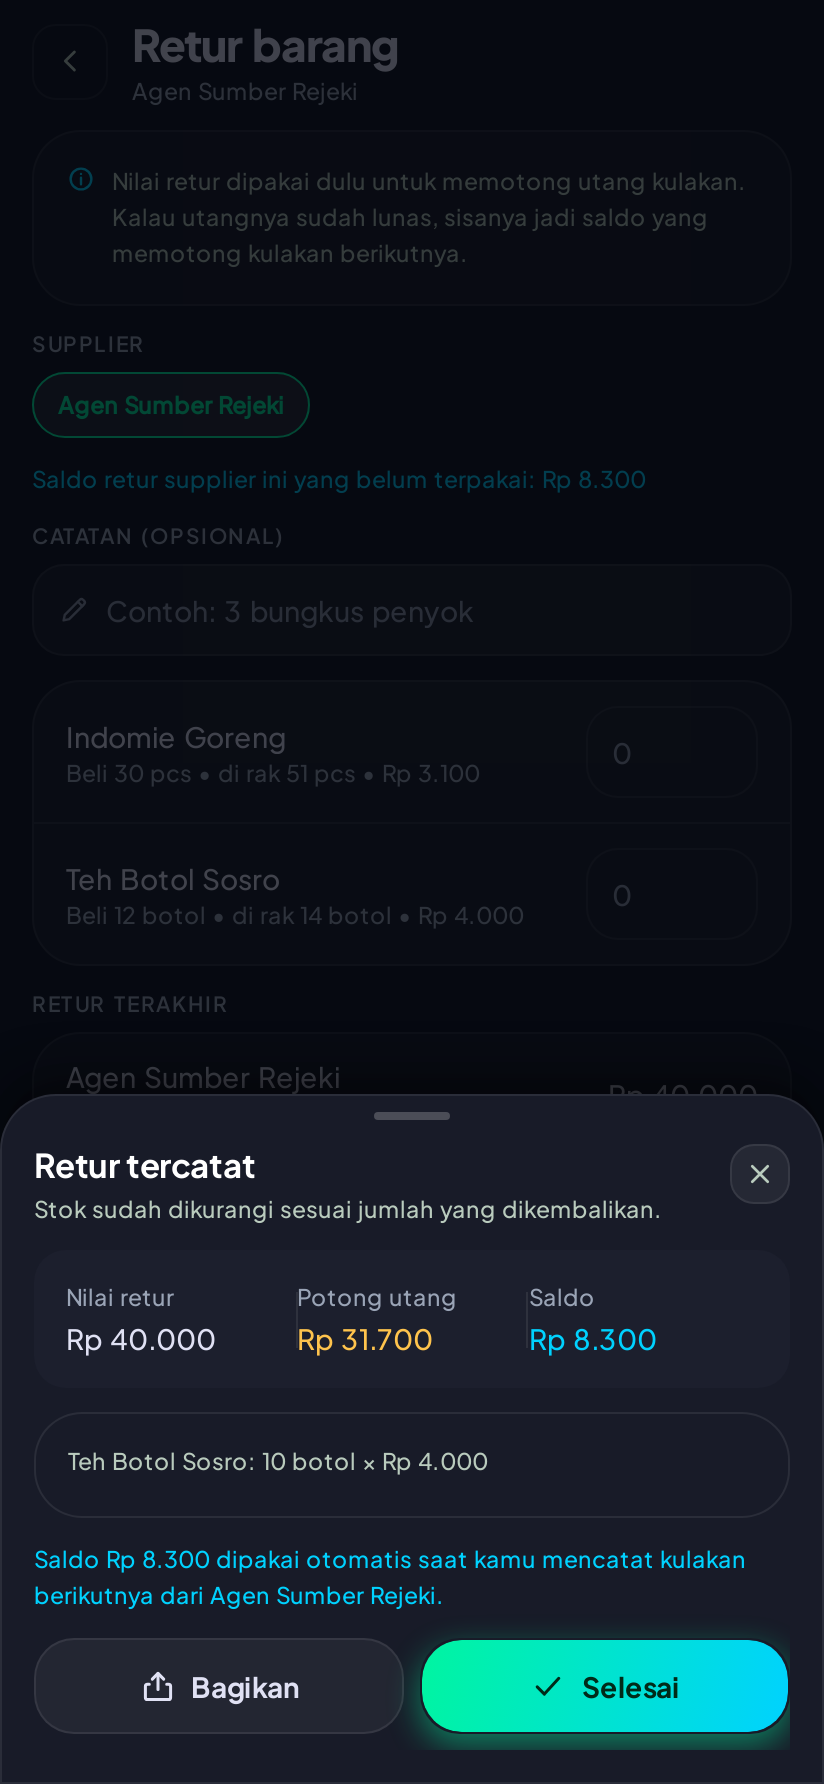 Retur barang
Agen Sumber Rejeki
Nilai retur dipakai dulu untuk memotong utang kulakan.
Kalau utangnya sudah lunas, sisanya jadi saldo yang
memotong kulakan berikutnya.
SUPPLIER
Agen Sumber Rejeki
Saldo retur supplier ini yang belum terpakai: Rp 8.300
CATATAN (OPSIONAL)
Contoh: 3 bungkus penyok
Indomie Goreng
Beli 30 pcs • di rak 51 pcs • Rp 3.100
0
Teh Botol Sosro
Beli 12 botol • di rak 14 botol • Rp 4.000
0
RETUR TERAKHIR
Agen Sumber Rejeki
Rp 40.000
Retur tercatat
Stok sudah dikurangi sesuai jumlah yang dikembalikan.
Nilai retur
Rp 40.000
Potong utang
Rp 31.700
Saldo
Rp 8.300
Teh Botol Sosro: 10 botol × Rp 4.000
Saldo Rp 8.300 dipakai otomatis saat kamu mencatat kulakan
berikutnya dari Agen Sumber Rejeki.
Bagikan
Selesai